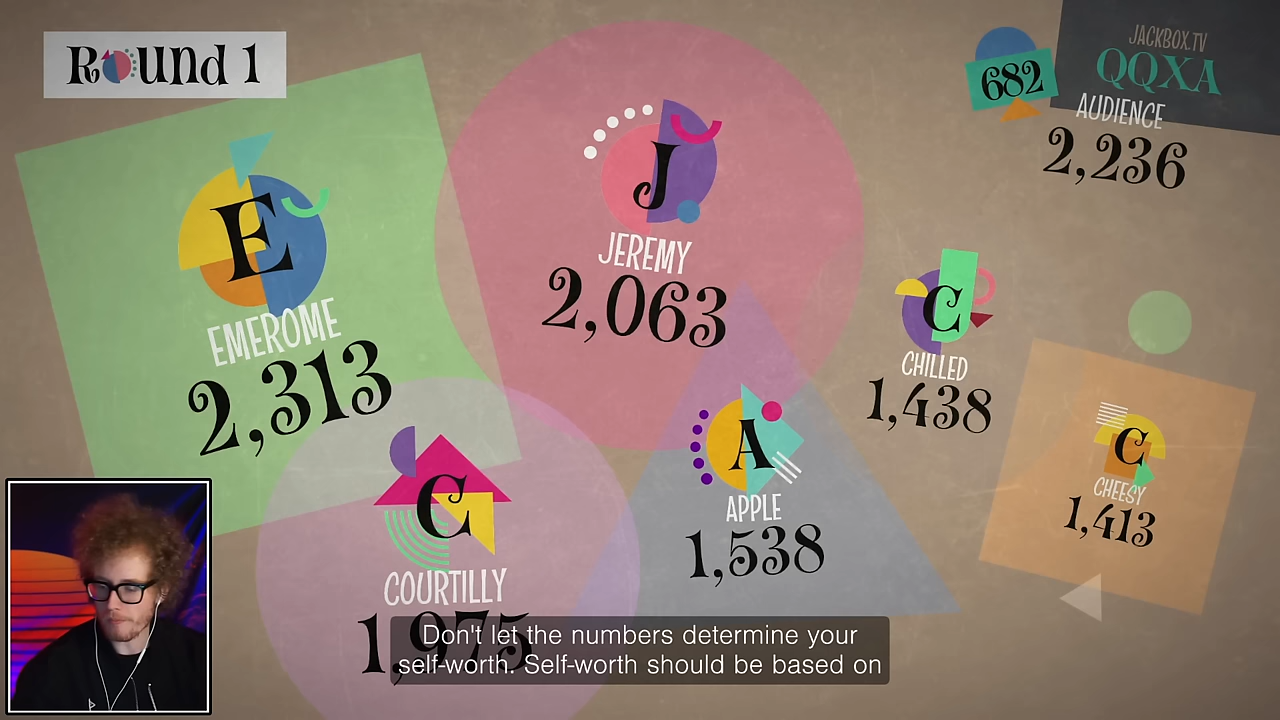 Round 1
JACKBOX.TV
QQXA
682
AUDIENCE
2,236
E
EMEROME
2,313
J
JEREMY
2,063
C
CHILLED
1,438
C
CHEESY
1,413
A
APPLE
1,538
C
COURTILLY
1,975
Don't let the numbers determine your
self-worth. Self-worth should be based on